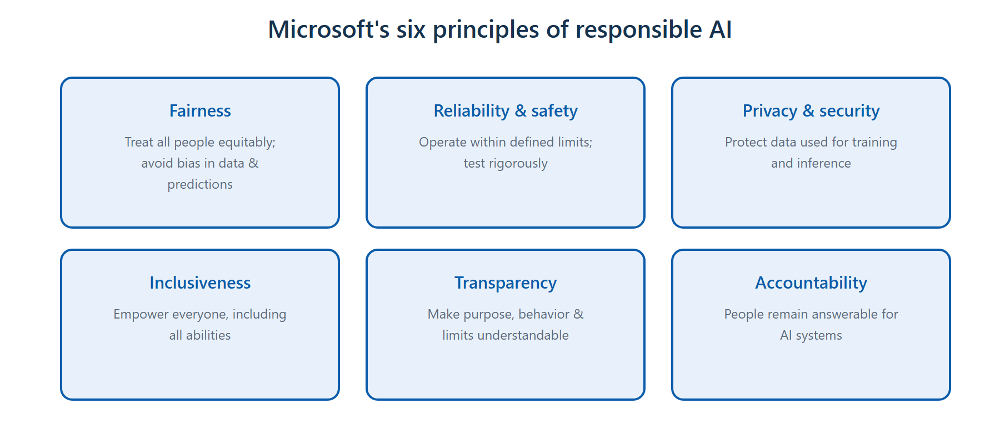 Microsoft's six principles of responsible AI
Fairness
Treat all people equitably;
avoid bias in data &
predictions
Reliability & safety
Operate within defined limits;
test rigorously
Privacy & security
Protect data used for training
and inference
Inclusiveness
Empower everyone, including
all abilities
Transparency
Make purpose, behavior &
limits understandable
Accountability
People remain answerable for
AI systems